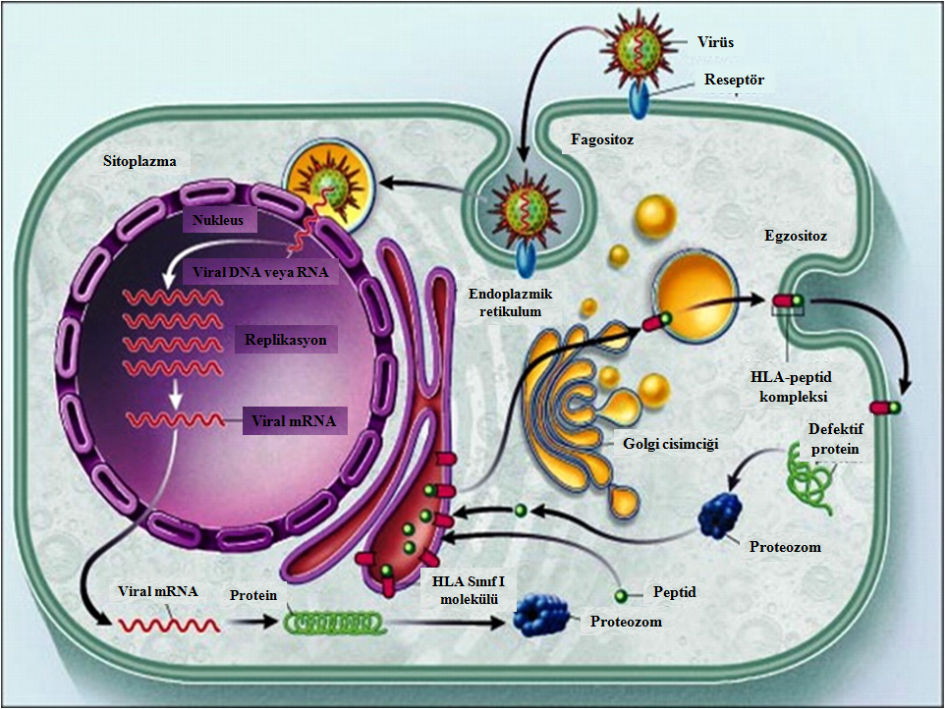 Virüs
Reseptör
Fagositoz
Sitoplazma
Nukleus
Egzositoz
Viral DNA veya RNA
Endoplazmik
retikulum
Replikasyon
HLA-peptid
kompleksi
Viral mRNA
Golgi cisimciği
Defektif
protein
Proteozom
HLA Sınıf I
molekülü
Peptid
Viral mRNA
Protein
Proteozom